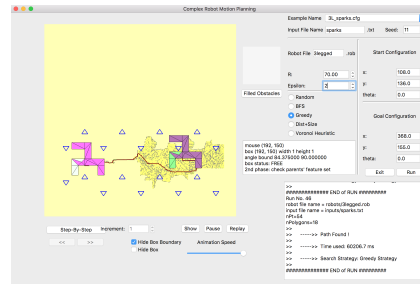 Complex Robot Motion Planning
Example Name 3L_sparks.cfg
Input File Name sparks .txt Seed: 11
Robot File 3legged .rob
Start Configuration
R: 70.00
x: 108.0
Epsilon: 2
y: 136.0
Filled Obstacles
theta: 0.0
Random
BFS
Goal Configuration
Greedy
Dist+Size
x: 368.0
Voronoi Heuristic
y: 155.0
mouse (192, 150)
box (192, 150) width 1 height 1
theta: 0.0
angle bound 84.375000 90.000000
box status: FREE
Exit Run
2nd phase: check parents' feature set
>>
############## END of RUN #########
Run No. 46
robot file name = robots/3legged.rob
input file name = inputs/sparks.txt
nPt=54
nPolygons=18
>>
>> ----->> Path Found !
>>
>> ----->> Time used: 60208.7 ms
>>
>> ----->> Search Strategy: Greedy Strategy
>>
############## END of RUN #########
Step-By-Step Increment: 1 Show Pause Replay
<< >> Hide Box Boundary Animation Speed
Hide Box